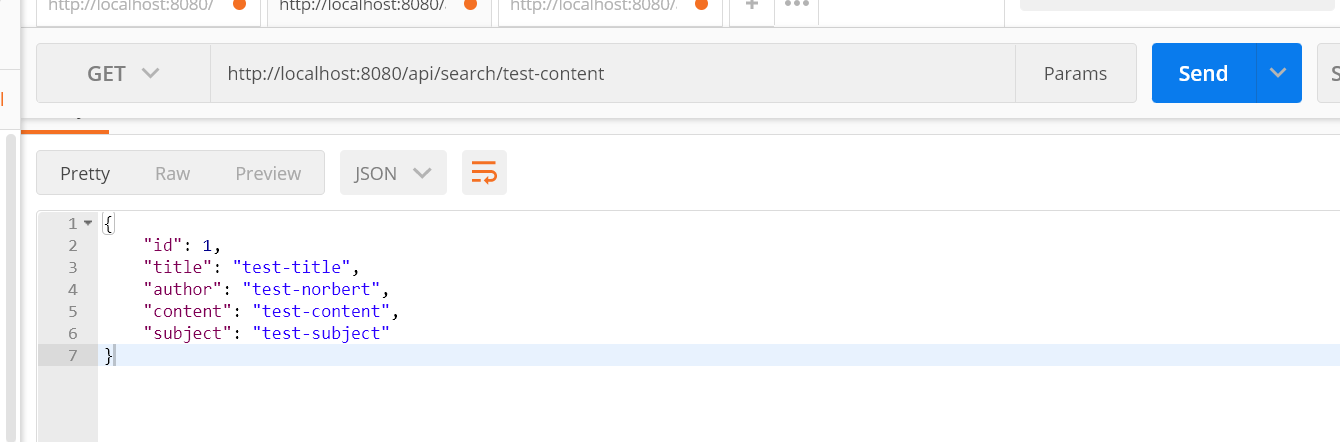 http://localhost:8080/ http://localhost:8080/. http://localhost:8080/.
GET http://localhost:8080/api/search/test-content Params Send
Pretty Raw Preview JSON
1 {
2 "id": 1,
3 "title": "test-title",
4 "author": "test-norbert",
5 "content": "test-content",
6 "subject": "test-subject"
7 }